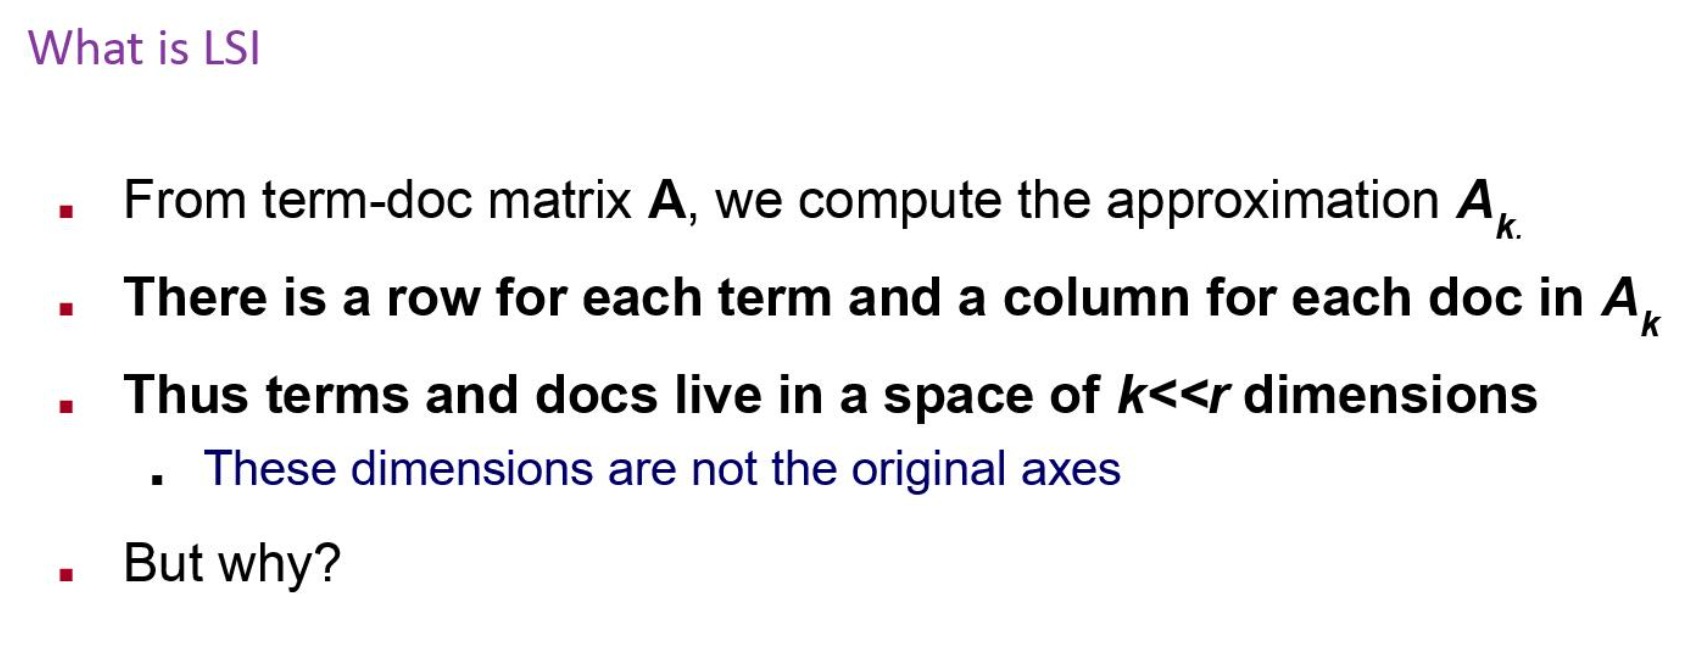 What is LSI
▪ From term-doc matrix A, we compute the approximation Ak.
▪ There is a row for each term and a column for each doc in Ak
▪ Thus terms and docs live in a space of k<<r dimensions
▪ These dimensions are not the original axes
▪ But why?